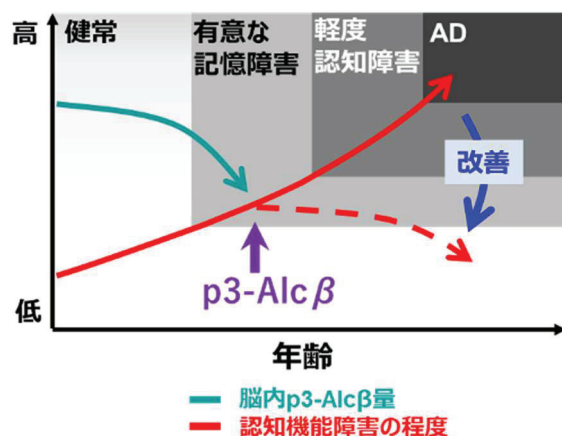 高
健常
有意な
記憶障害
軽度
認知障害
AD
改善
p3-Alcβ
低
年齢
脳内p3-Alcβ量
認知機能障害の程度